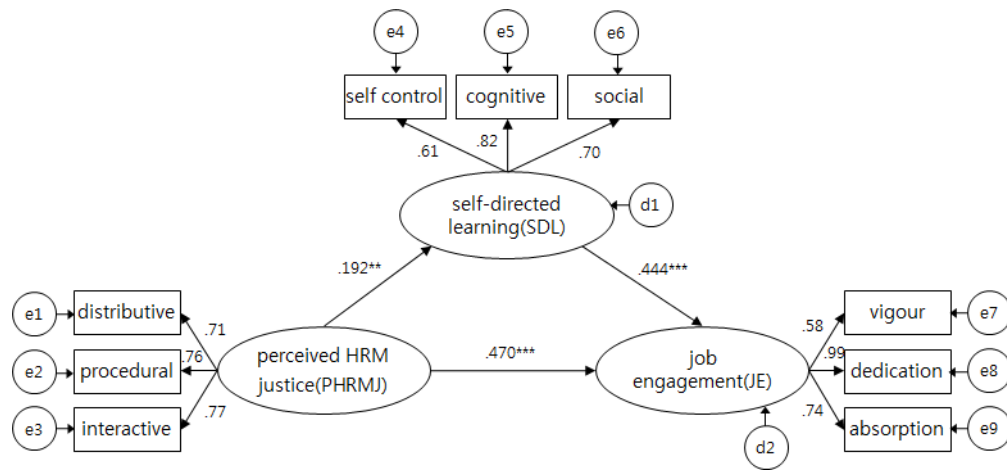 e4
e5
e6
self control
cognitive
social
.61
.82
.70
self-directed
learning(SDL)
d1
.192**
.444***
e1
distributive
.71
e2
procedural
.76
e3
interactive
.77
perceived HRM
justice(PHRMJ)
.470***
job
engagement(JE)
d2
.58
vigour
e7
.99
dedication
e8
.74
absorption
e9